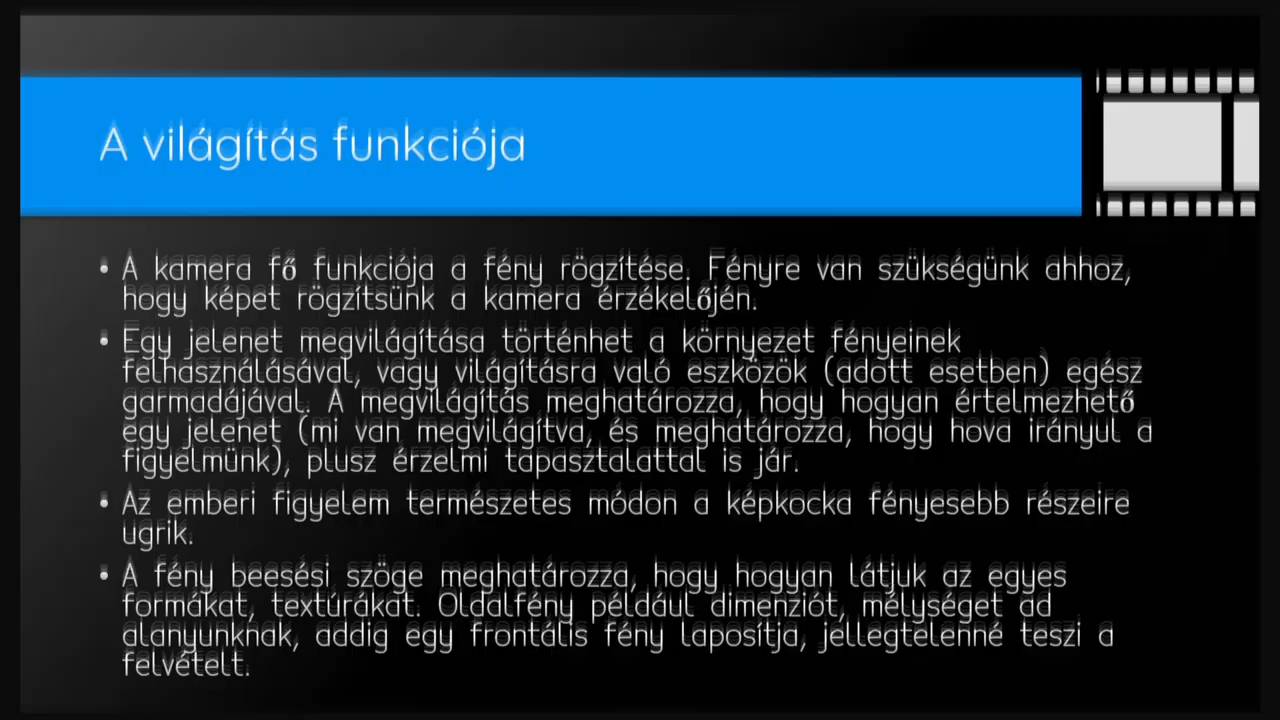 A világítás funkciója
• A kamera fő funkciója a fény rögzítése. Fényre van szükségünk ahhoz,
hogy képet rögzítsünk a kamera érzékelőjén.
• Egy jelenet megvilágítása történhet a környezet fényeinek
felhasználásával, vagy világításra való eszközök (adott esetben) egész
garmadájával. A megvilágítás meghatározza, hogy hogyan értelmezhető
egy jelenet (mi van megvilágítva, és meghatározza, hogy hova irányul a
figyelmünk), plusz érzelmi tapasztalattal is jár.
• Az emberi figyelem természetes módon a képkocka fényesebb részeire
ugrik.
• A fény beesési szöge meghatározza, hogy hogyan látjuk az egyes
formákat, textúrákat. Oldalfény például dimenziót, mélységet ad
alanyunknak, addig egy frontális fény laposítja, jellegtelenné teszi a
felvételt.